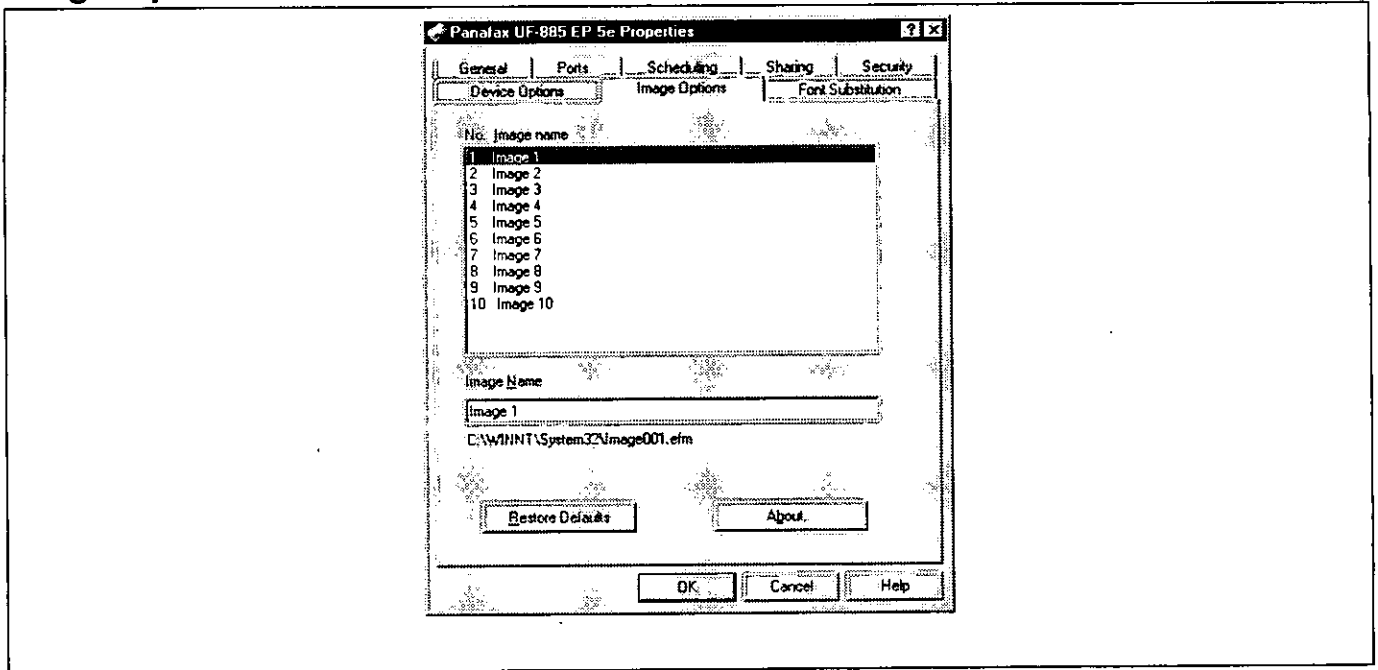 Panafax UF-885 EP 5e Properties
General Ports Scheduling Sharing Security
Device Options Image Options Font Substitution
No. Image name
1 Image 1
2 Image 2
3 Image 3
4 Image 4
5 Image 5
6 Image 6
7 Image 7
8 Image 8
9 Image 9
10 Image 10
Image Name
Image 1
C:\WINNT\System32\Image001.efm
Restore Defaults About..
OK Cancel Help